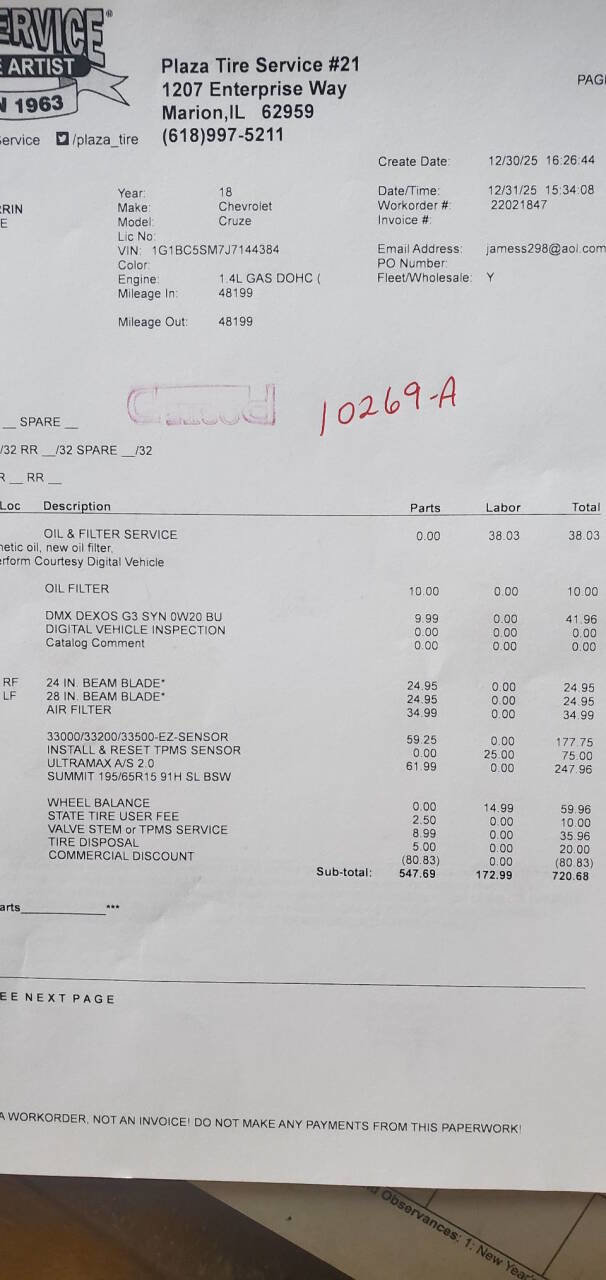 ERVICE
ARTIST
N 1963
ervice /plaza_tire
Plaza Tire Service #21
1207 Enterprise Way
Marion,IL 62959
(618)997-5211
PAG
Create Date: 12/30/25 16:26:44
RRIN
E
Year: 18
Make: Chevrolet
Model: Cruze
Lic No:
VIN: 1G1BC5SM7J7144384
Color:
Engine: 1.4L GAS DOHC (
Mileage In: 48199
Mileage Out: 48199
Date/Time: 12/31/25 15:34:08
Workorder #: 22021847
Invoice #:
Email Address: jamess298@aol.com
PO Number:
Fleet/Wholesale: Y
10269-A
__ SPARE __
/32 RR __/32 SPARE __/32
R __ RR __
Loc Description Parts Labor Total
OIL & FILTER SERVICE 0.00 38.03 38.03
netic oil, new oil filter.
erform Courtesy Digital Vehicle
OIL FILTER 10.00 0.00 10.00
DMX DEXOS G3 SYN 0W20 BU 9.99 0.00 41.96
DIGITAL VEHICLE INSPECTION 0.00 0.00 0.00
Catalog Comment 0.00 0.00 0.00
RF 24 IN. BEAM BLADE* 24.95 0.00 24.95
LF 28 IN. BEAM BLADE* 24.95 0.00 24.95
AIR FILTER 34.99 0.00 34.99
33000/33200/33500-EZ-SENSOR 59.25 0.00 177.75
INSTALL & RESET TPMS SENSOR 0.00 25.00 75.00
ULTRAMAX A/S 2.0 61.99 0.00 247.96
SUMMIT 195/65R15 91H SL BSW
WHEEL BALANCE 0.00 14.99 59.96
STATE TIRE USER FEE 2.50 0.00 10.00
VALVE STEM or TPMS SERVICE 8.99 0.00 35.96
TIRE DISPOSAL 5.00 0.00 20.00
COMMERCIAL DISCOUNT (80.83) 0.00 (80.83)
Sub-total: 547.69 172.99 720.68
arts__________ ***
EE NEXT PAGE
A WORKORDER, NOT AN INVOICE! DO NOT MAKE ANY PAYMENTS FROM THIS PAPERWORK!
d Observances: 1: New Year